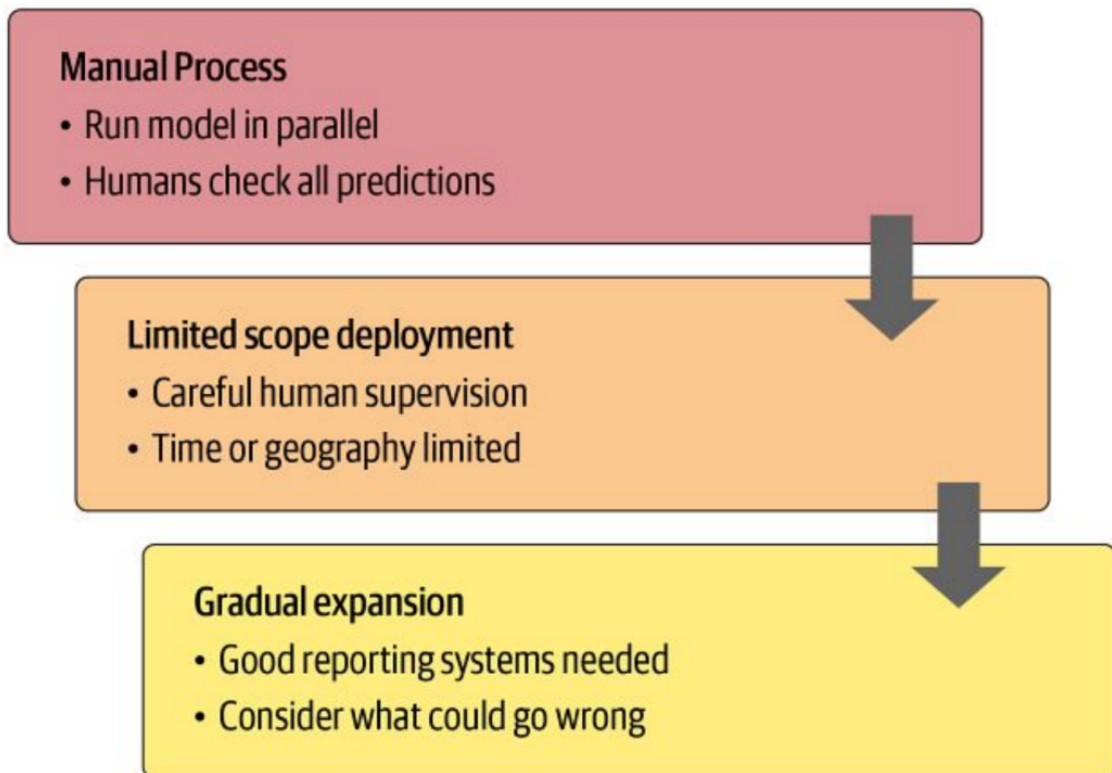 Manual Process
• Run model in parallel
• Humans check all predictions
Limited scope deployment
• Careful human supervision
• Time or geography limited
Gradual expansion
• Good reporting systems needed
• Consider what could go wrong